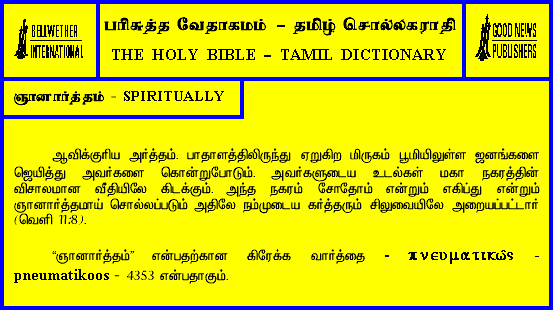 BELLWETHER
INTERNATIONAL
பரிசுத்த வேதாகமம் – தமிழ் சொல்லகராதி
THE HOLY BIBLE – TAMIL DICTIONARY
GOOD NEWS
PUBLISHERS
ஞானார்த்தம் - SPIRITUALLY
ஆவிக்குரிய அர்த்தம். பாதாளத்திலிருந்து ஏறுகிற மிருகம் பூமியிலுள்ள ஜனங்களை
ஜெயித்து அவர்களை கொன்றுபோடும். அவர்களுடைய உடல்கள் மகா நகரத்தின்
விசாலமான வீதியிலே கிடக்கும். அந்த நகரம் சோதோம் என்றும் எகிப்து என்றும்
ஞானார்த்தமாய் சொல்லப்படும் அதிலே நம்முடைய கர்த்தரும் சிலுவையிலே அறையப்பட்டார்
(வெளி 11:8).
“ஞானார்த்தம்” என்பதற்கான கிரேக்க வார்த்தை - πνευματικῶς -
pneumatikoos - 4353 என்பதாகும்.